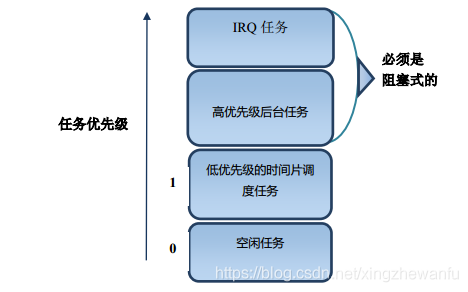 IRQ 任务
必须是
阻塞式的
任务优先级
高优先级后台任务
1
低优先级的时间片调
度任务
0
空闲任务
https://blog.csdn.net/xingzhewanfu